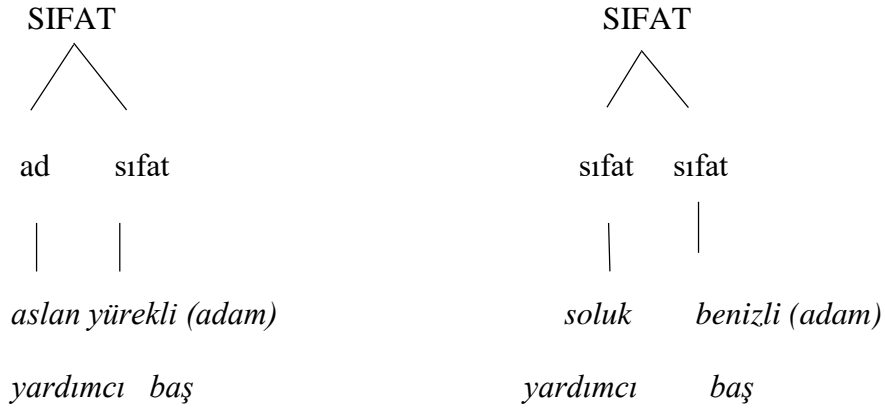 SIFAT SIFAT
ad sıfat sıfat sıfat
aslan yürekli (adam) soluk benizli (adam)
yardımcı baş yardımcı baş